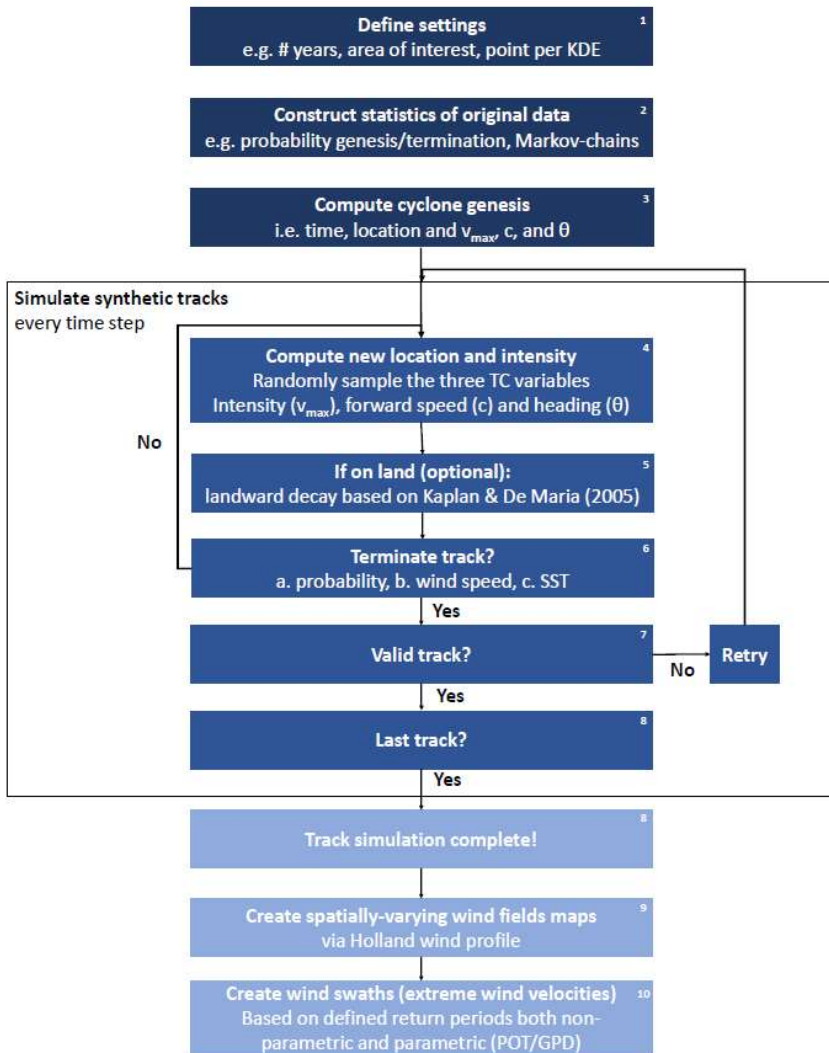 Define settings
1
e.g. # years, area of interest, point per KDE
Construct statistics of original data
2
e.g. probability genesis/termination, Markov-chains
Compute cyclone genesis
3
i.e. time, location and vmax, c, and θ
Simulate synthetic tracks
every time step
Compute new location and intensity
4
Randomly sample the three TC variables
Intensity (vmax), forward speed (c) and heading (θ)
No
If on land (optional):
5
landward decay based on Kaplan & De Maria (2005)
Terminate track?
6
a. probability, b. wind speed, c. SST
Yes
Valid track?
7
No
Retry
Yes
Last track?
8
Yes
Track simulation complete!
8
Create spatially-varying wind fields maps
9
via Holland wind profile
Create wind swaths (extreme wind velocities)
10
Based on defined return periods both non-
parametric and parametric (POT/GPD)